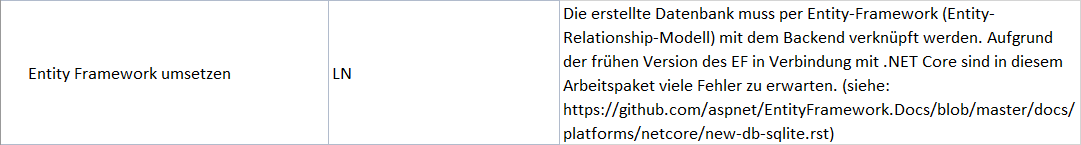 Entity Framework umsetzen
LN
Die erstellte Datenbank muss per Entity-Framework (Entity-
Relationship-Modell) mit dem Backend verknüpft werden. Aufgrund
der frühen Version des EF in Verbindung mit .NET Core sind in diesem
Arbeitspaket viele Fehler zu erwarten. (siehe:
https://github.com/aspnet/EntityFramework.Docs/blob/master/docs/
platforms/netcore/new-db-sqlite.rst)